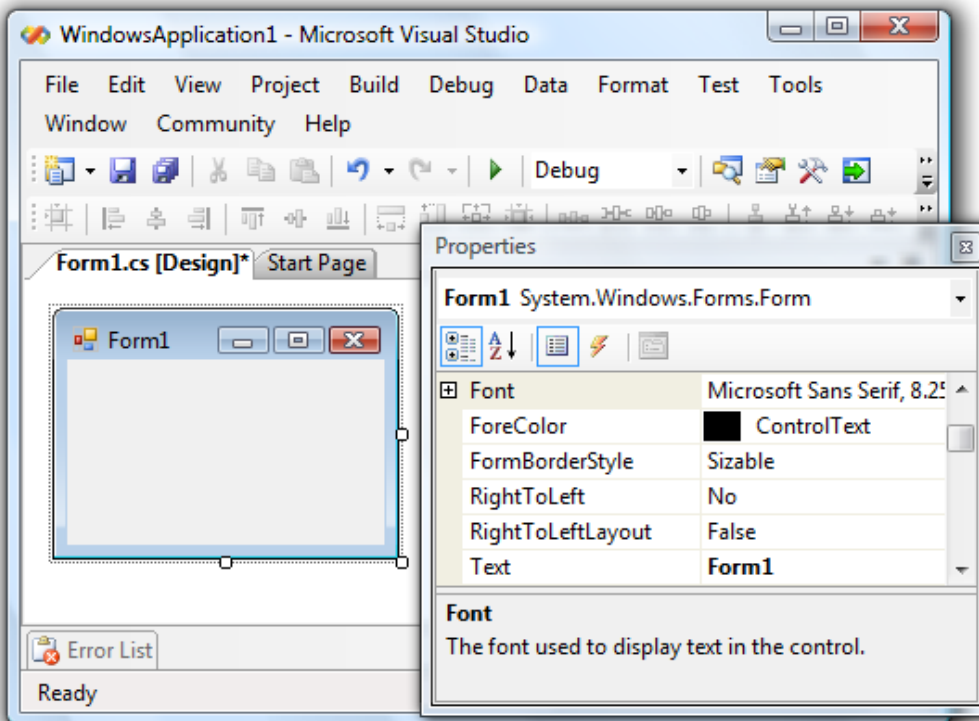 WindowsApplication1 - Microsoft Visual Studio
File Edit View Project Build Debug Data Format Test Tools
Window Community Help
Debug
Form1.cs [Design]* Start Page
Form1
Error List
Ready
Properties
Form1 System.Windows.Forms.Form
Font Microsoft Sans Serif, 8.25
ForeColor ControlText
FormBorderStyle Sizable
RightToLeft No
RightToLeftLayout False
Text Form1
Font
The font used to display text in the control.